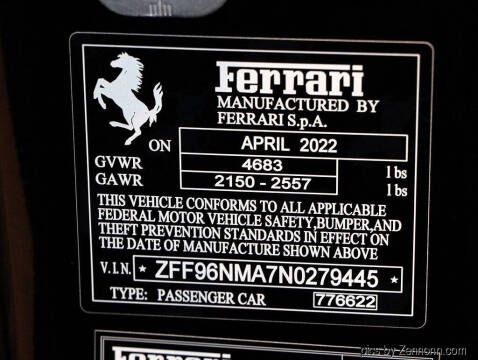 Ferrari
MANUFACTURED BY
FERRARI S.p.A.
ON APRIL 2022
GVWR 4683 lbs
GAWR 2150 - 2557 lbs
THIS VEHICLE CONFORMS TO ALL APPLICABLE
FEDERAL MOTOR VEHICLE SAFETY,BUMPER,AND
THEFT PREVENTION STANDARDS IN EFFECT ON
THE DATE OF MANUFACTURE SHOWN ABOVE
V.I.N. * ZFF96NMA7N0279445 *
TYPE: PASSENGER CAR 776622
pics by Zennonn.com
Ferrari